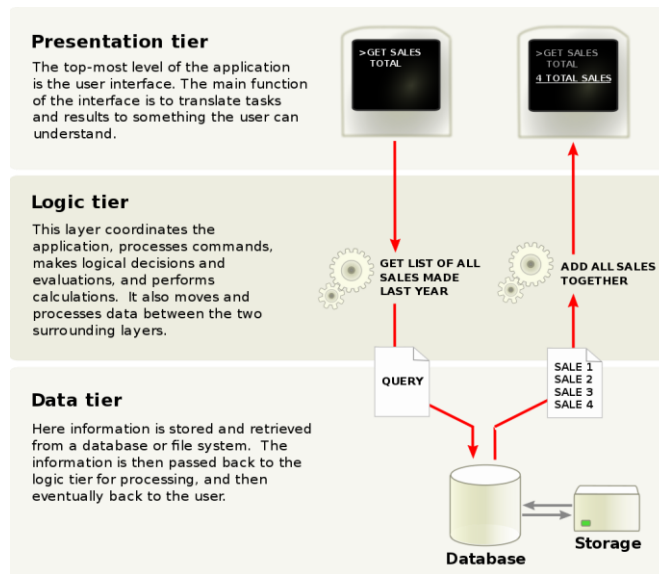 Presentation tier
The top-most level of the application
is the user interface. The main function
of the interface is to translate tasks
and results to something the user can
understand.
>GET SALES
TOTAL
>GET SALES
TOTAL
4 TOTAL SALES
Logic tier
This layer coordinates the
application, processes commands,
makes logical decisions and
evaluations, and performs
calculations.  It also moves and
processes data between the two
surrounding layers.
GET LIST OF ALL
SALES MADE
LAST YEAR
ADD ALL SALES
TOGETHER
Data tier
Here information is stored and retrieved
from a database or file system.  The
information is then passed back to the
logic tier for processing, and then
eventually back to the user.
QUERY
SALE 1
SALE 2
SALE 3
SALE 4
Database
Storage